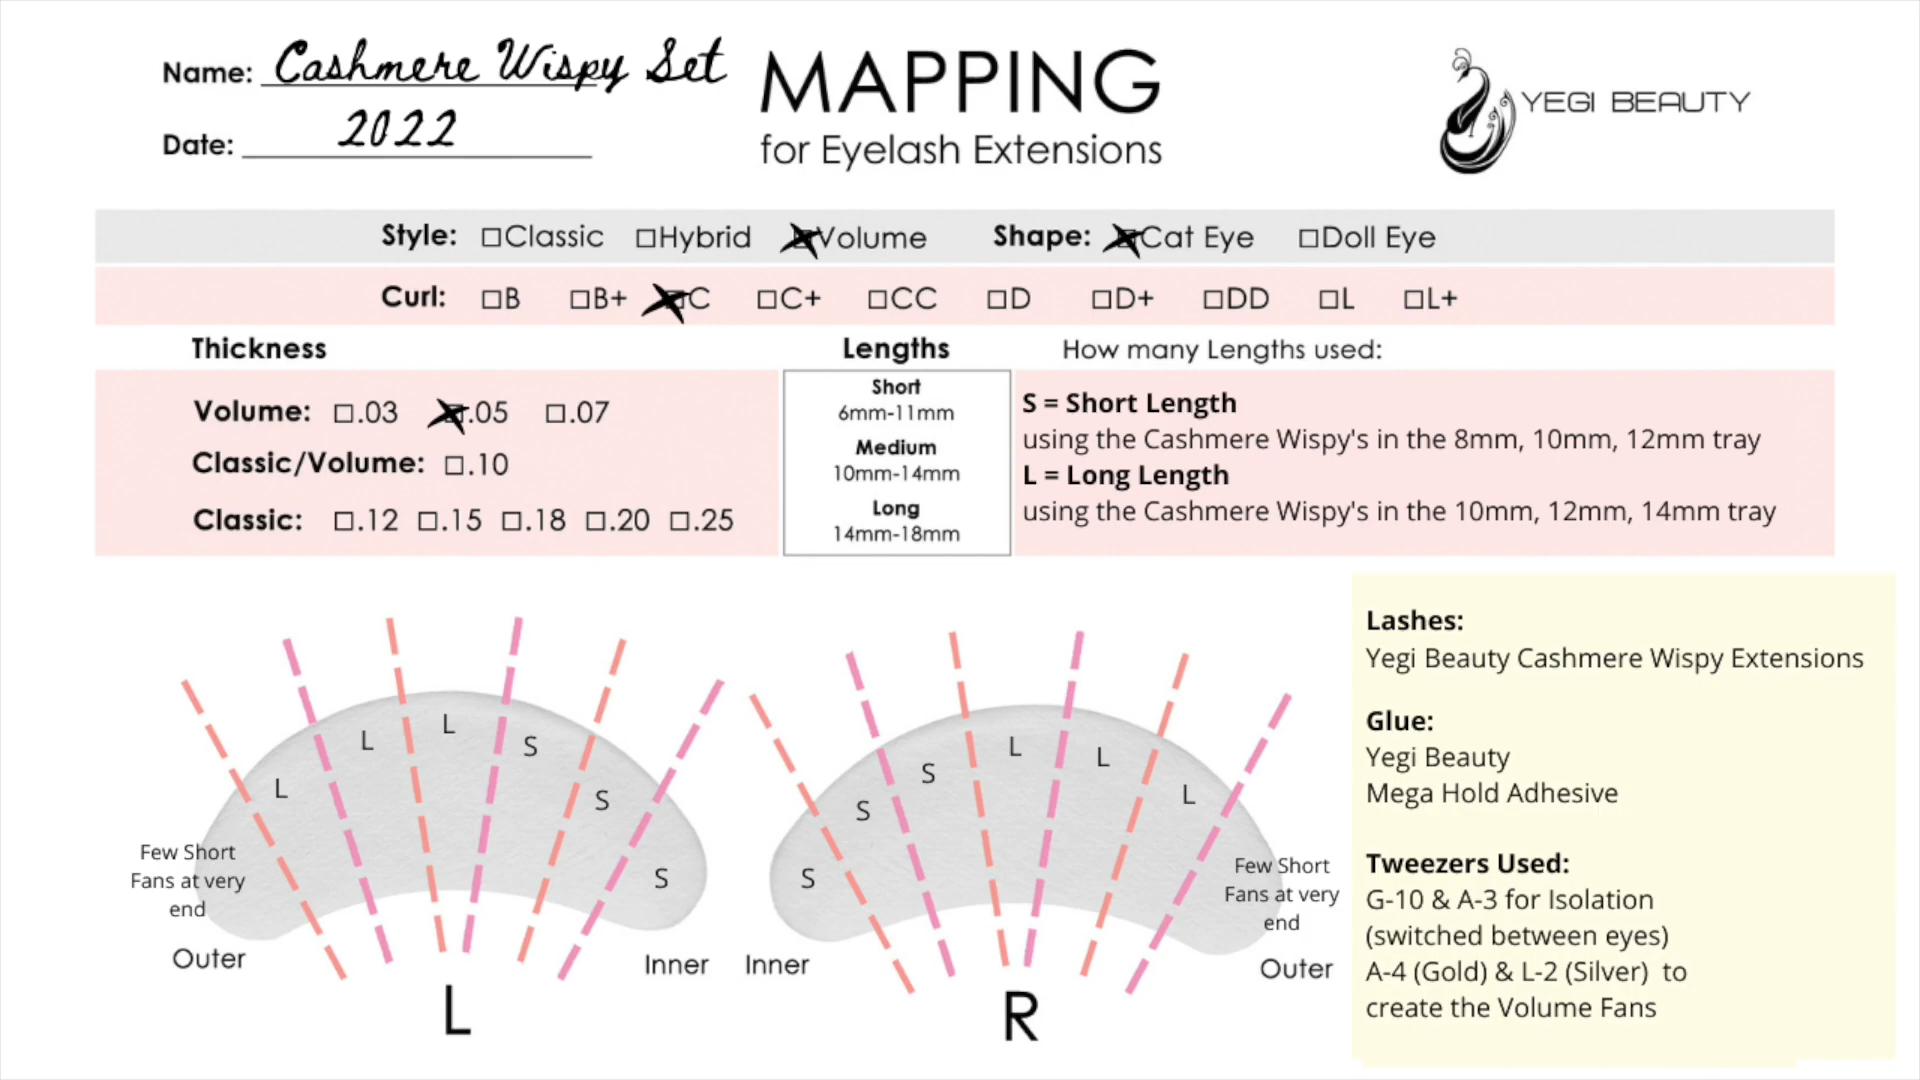 Name: Cashmere Wispy Set
Date: 2022
MAPPING
for Eyelash Extensions
YEGI BEAUTY
Style: □Classic □Hybrid □Volume Shape: □Cat Eye □Doll Eye
Curl: □B □B+ □C □C+ □CC □D □D+ □DD □L □L+
Thickness
Volume: □.03 □.05 □.07
Classic/Volume: □.10
Classic: □.12 □.15 □.18 □.20 □.25
Lengths
Short
6mm-11mm
Medium
10mm-14mm
Long
14mm-18mm
How many Lengths used:
S = Short Length
using the Cashmere Wispy's in the 8mm, 10mm, 12mm tray
L = Long Length
using the Cashmere Wispy's in the 10mm, 12mm, 14mm tray
Few Short
Fans at very
end
L
L
L
S
S
S
Outer
Inner
L
S
S
S
L
L
L
Few Short
Fans at very
end
Inner
Outer
R
Lashes:
Yegi Beauty Cashmere Wispy Extensions
Glue:
Yegi Beauty
Mega Hold Adhesive
Tweezers Used:
G-10 & A-3 for Isolation
(switched between eyes)
A-4 (Gold) & L-2 (Silver) to
create the Volume Fans